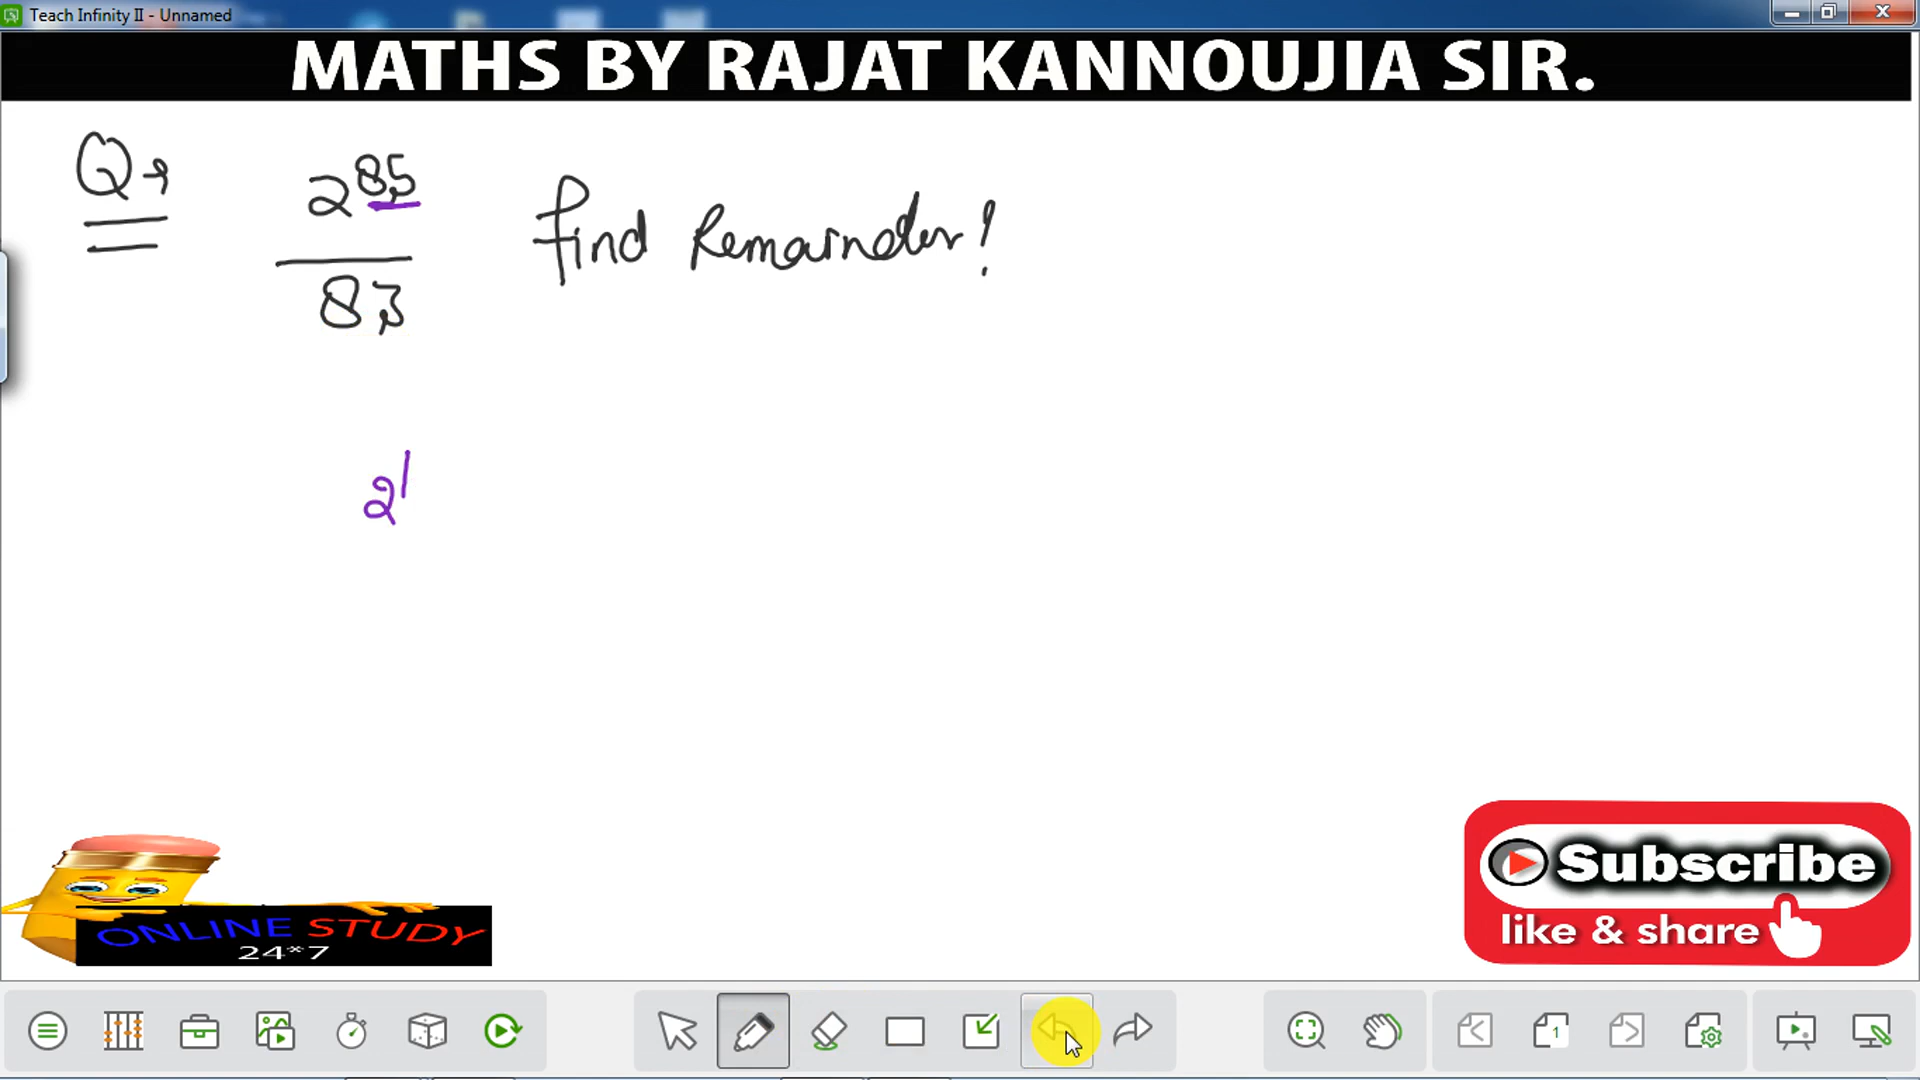 Teach Infinity II - Unnamed
MATHS BY RAJAT KANNOUJIA SIR.
Q→
2^85
83
find Remainder!
2'
ONLINE STUDY
24*7
Subscribe
like & share
1